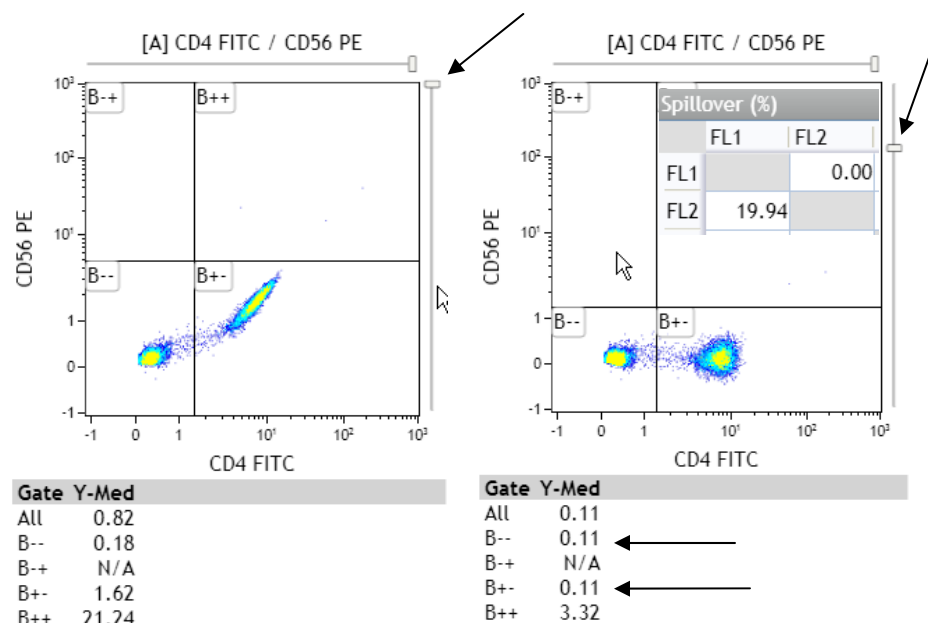 [A] CD4 FITC / CD56 PE
10³
10²
10¹
1
0
-1
B-+
B++
B--
B+-
CD56 PE
-1 0 1 10¹ 10² 10³
CD4 FITC
Gate Y-Med
All 0.82
B-- 0.18
B-+ N/A
B+- 1.62
B++ 21.24
[A] CD4 FITC / CD56 PE
10³
10²
10¹
1
0
-1
B-+
B--
B+-
Spillover (%)
FL1 FL2
FL1 0.00
FL2 19.94
CD56 PE
-1 0 1 10¹ 10² 10³
CD4 FITC
Gate Y-Med
All 0.11
B-- 0.11
B-+ N/A
B+- 0.11
B++ 3.32